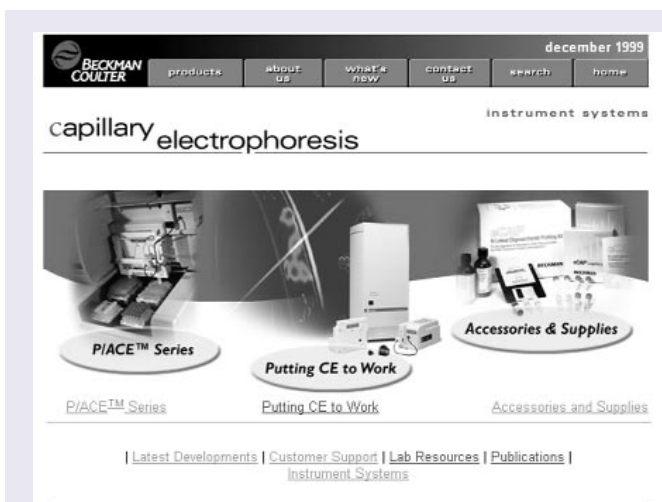 december 1999
BECKMAN
COULTER
products
about
us
what's
new
contact
us
search
home
instrument systems
capillary
electrophoresis
BECKMAN
eCAP
P/ACE™ Series
Putting CE to Work
Accessories & Supplies
P/ACE™ Series
Putting CE to Work
Accessories and Supplies
| Latest Developments | Customer Support | Lab Resources | Publications |
Instrument Systems